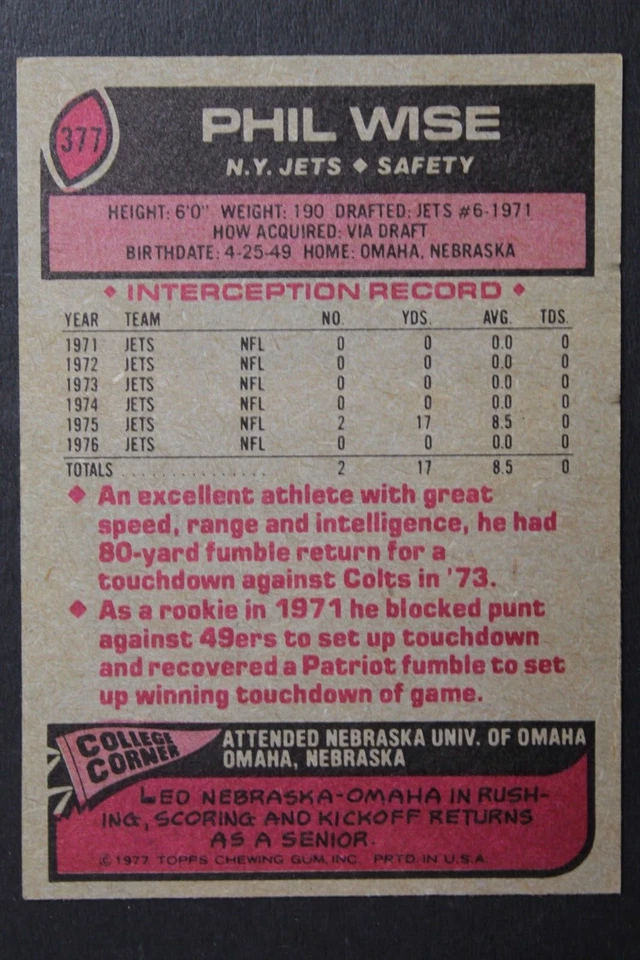 377
PHIL WISE
N.Y. JETS ◆ SAFETY
HEIGHT: 6'0" WEIGHT: 190 DRAFTED: JETS #6-1971
HOW ACQUIRED: VIA DRAFT
BIRTHDATE: 4-25-49 HOME: OMAHA, NEBRASKA
◆ INTERCEPTION RECORD ◆
YEAR TEAM NO. YDS. AVG. TDS.
1971 JETS NFL 0 0 0.0 0
1972 JETS NFL 0 0 0.0 0
1973 JETS NFL 0 0 0.0 0
1974 JETS NFL 0 0 0.0 0
1975 JETS NFL 2 17 8.5 0
1976 JETS NFL 0 0 0.0 0
TOTALS . . . . . . . . . . . . . . . 2 17 8.5 0
◆ An excellent athlete with great
speed, range and intelligence, he had
80-yard fumble return for a
touchdown against Colts in '73.
◆ As a rookie in 1971 he blocked punt
against 49ers to set up touchdown
and recovered a Patriot fumble to set
up winning touchdown of game.
COLLEGE
CORNER
ATTENDED NEBRASKA UNIV. OF OMAHA
OMAHA, NEBRASKA
LED NEBRASKA-OMAHA IN RUSH-
ING, SCORING AND KICKOFF RETURNS
AS A SENIOR.
© 1977 TOPPS CHEWING GUM, INC. PRTD. IN U.S.A.